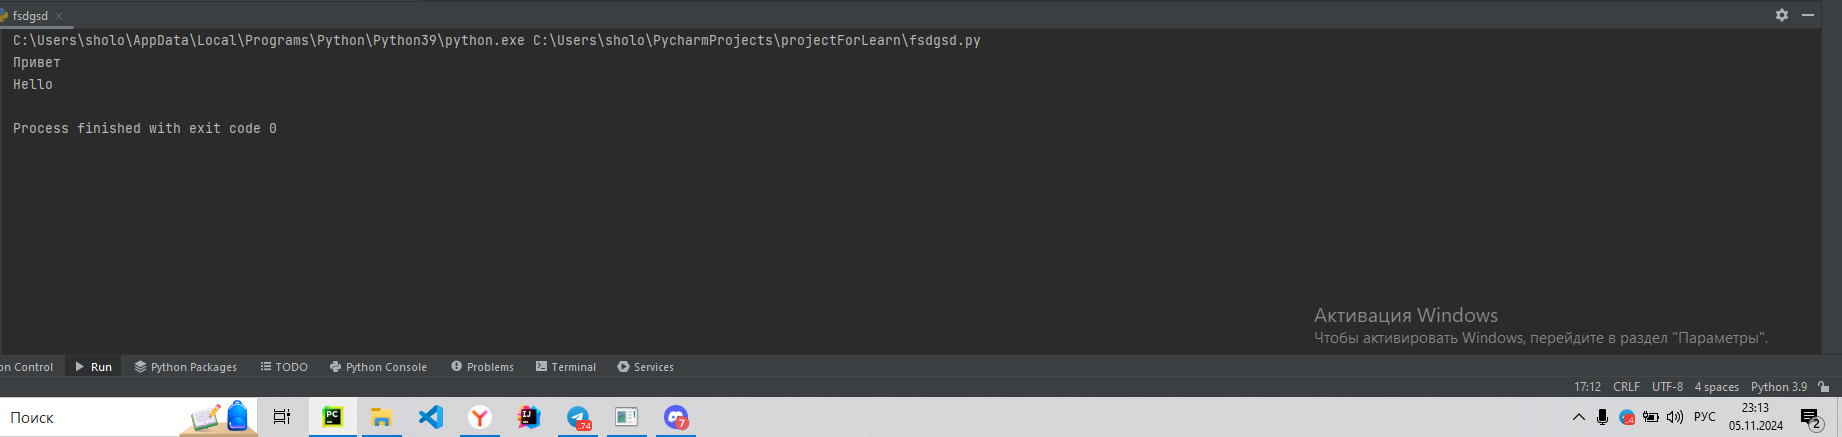 fsdgsd
C:\Users\sholo\AppData\Local\Programs\Python\Python39\python.exe C:\Users\sholo\PycharmProjects\projectForLearn\fsdgsd.py
Привет
Hello
Process finished with exit code 0
Активация Windows
Чтобы активировать Windows, перейдите в раздел "Параметры".
on Control Run Python Packages TODO Python Console Problems Terminal Services
17:12 CRLF UTF-8 4 spaces Python 3.9
Поиск PC Y IJ ..74 7 ..4 РУС 23:13 2
05.11.2024